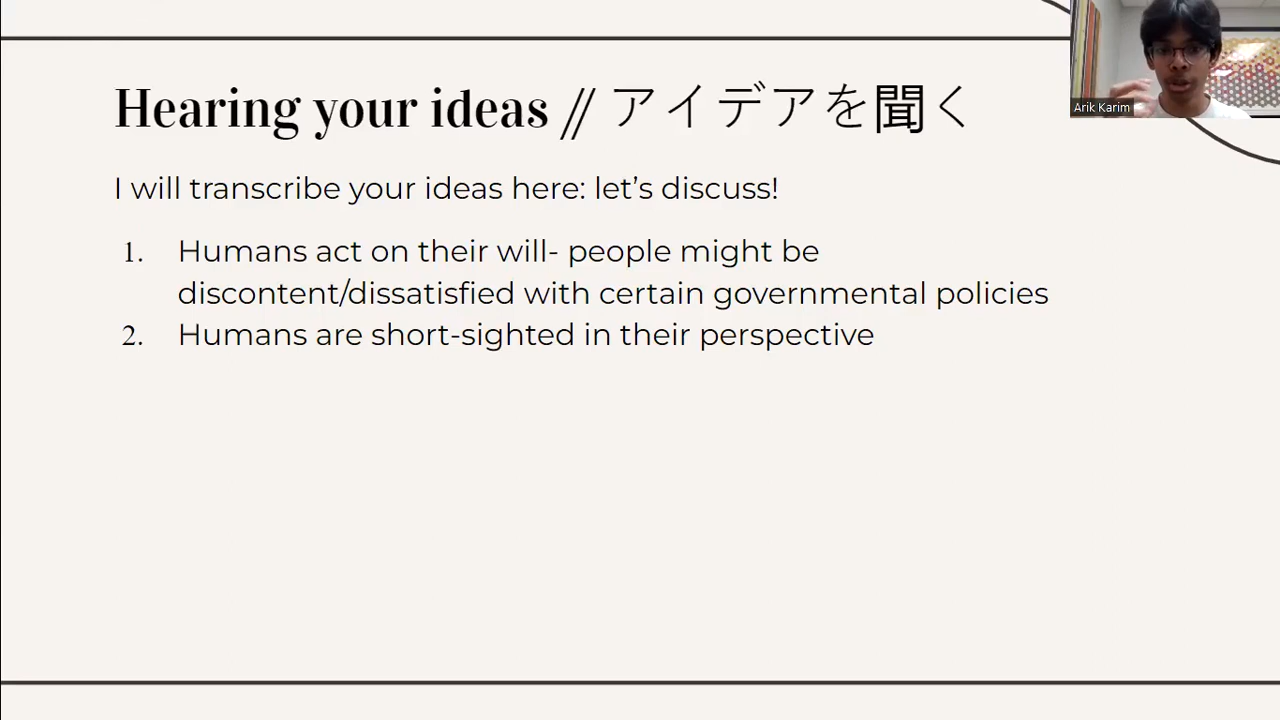 Hearing your ideas // アイデアを聞く
Arik Karim
I will transcribe your ideas here: let’s discuss!
1. Humans act on their will- people might be
discontent/dissatisfied with certain governmental policies
2. Humans are short-sighted in their perspective